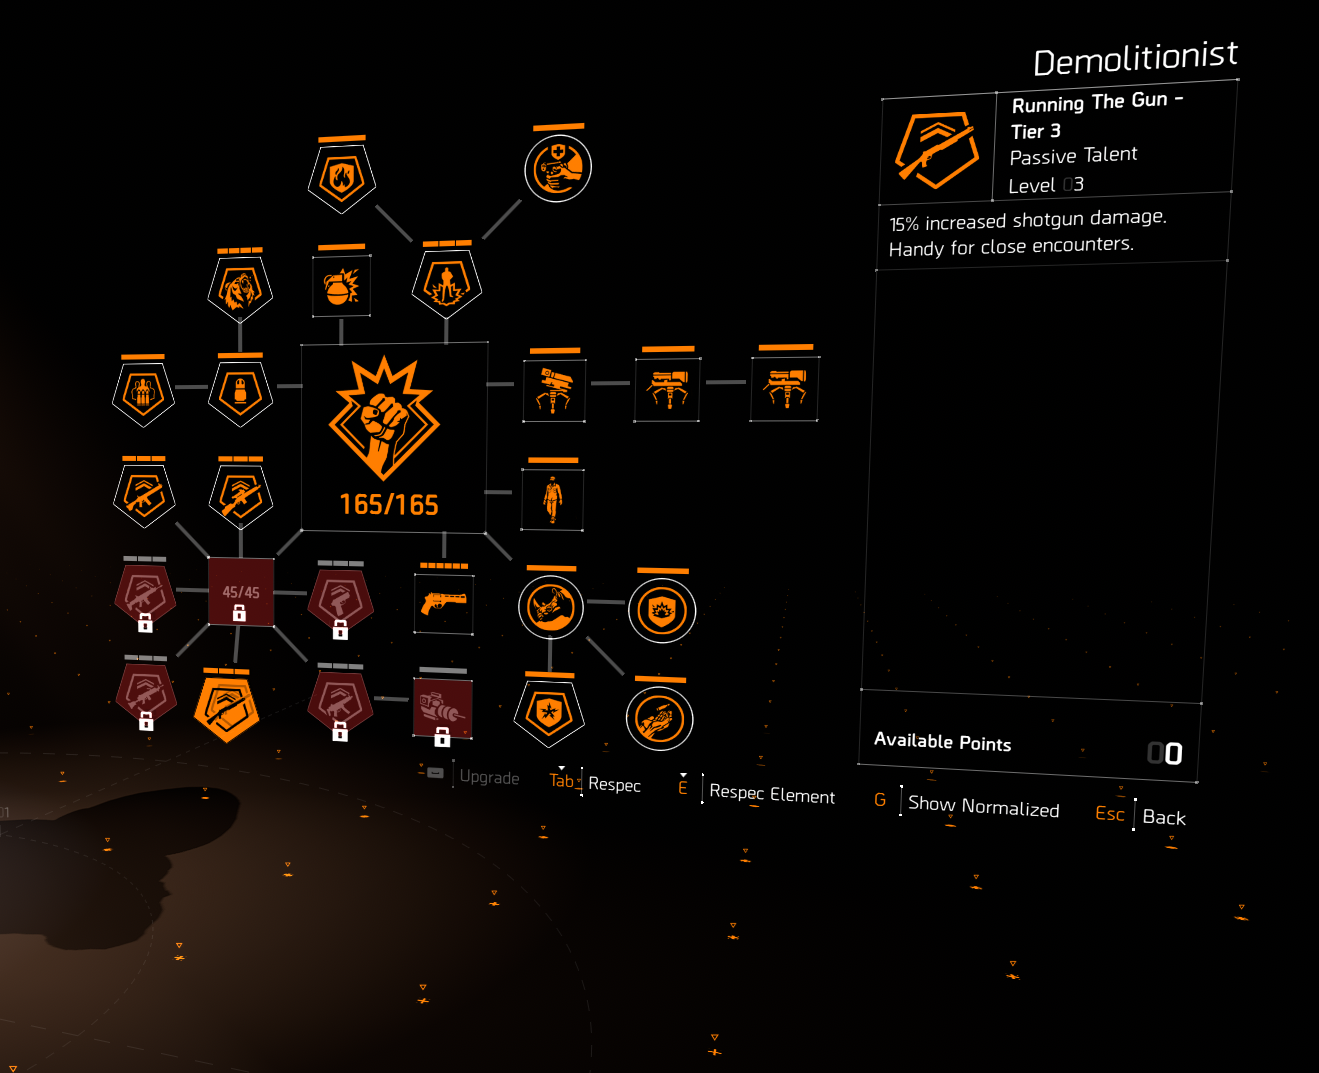 Demolitionist
Running The Gun -
Tier 3
Passive Talent
Level 03
15% increased shotgun damage.
Handy for close encounters.
165/165
45/45
Available Points
00
Upgrade
Tab
Respec
E
Respec Element
G
Show Normalized
Esc
Back
01